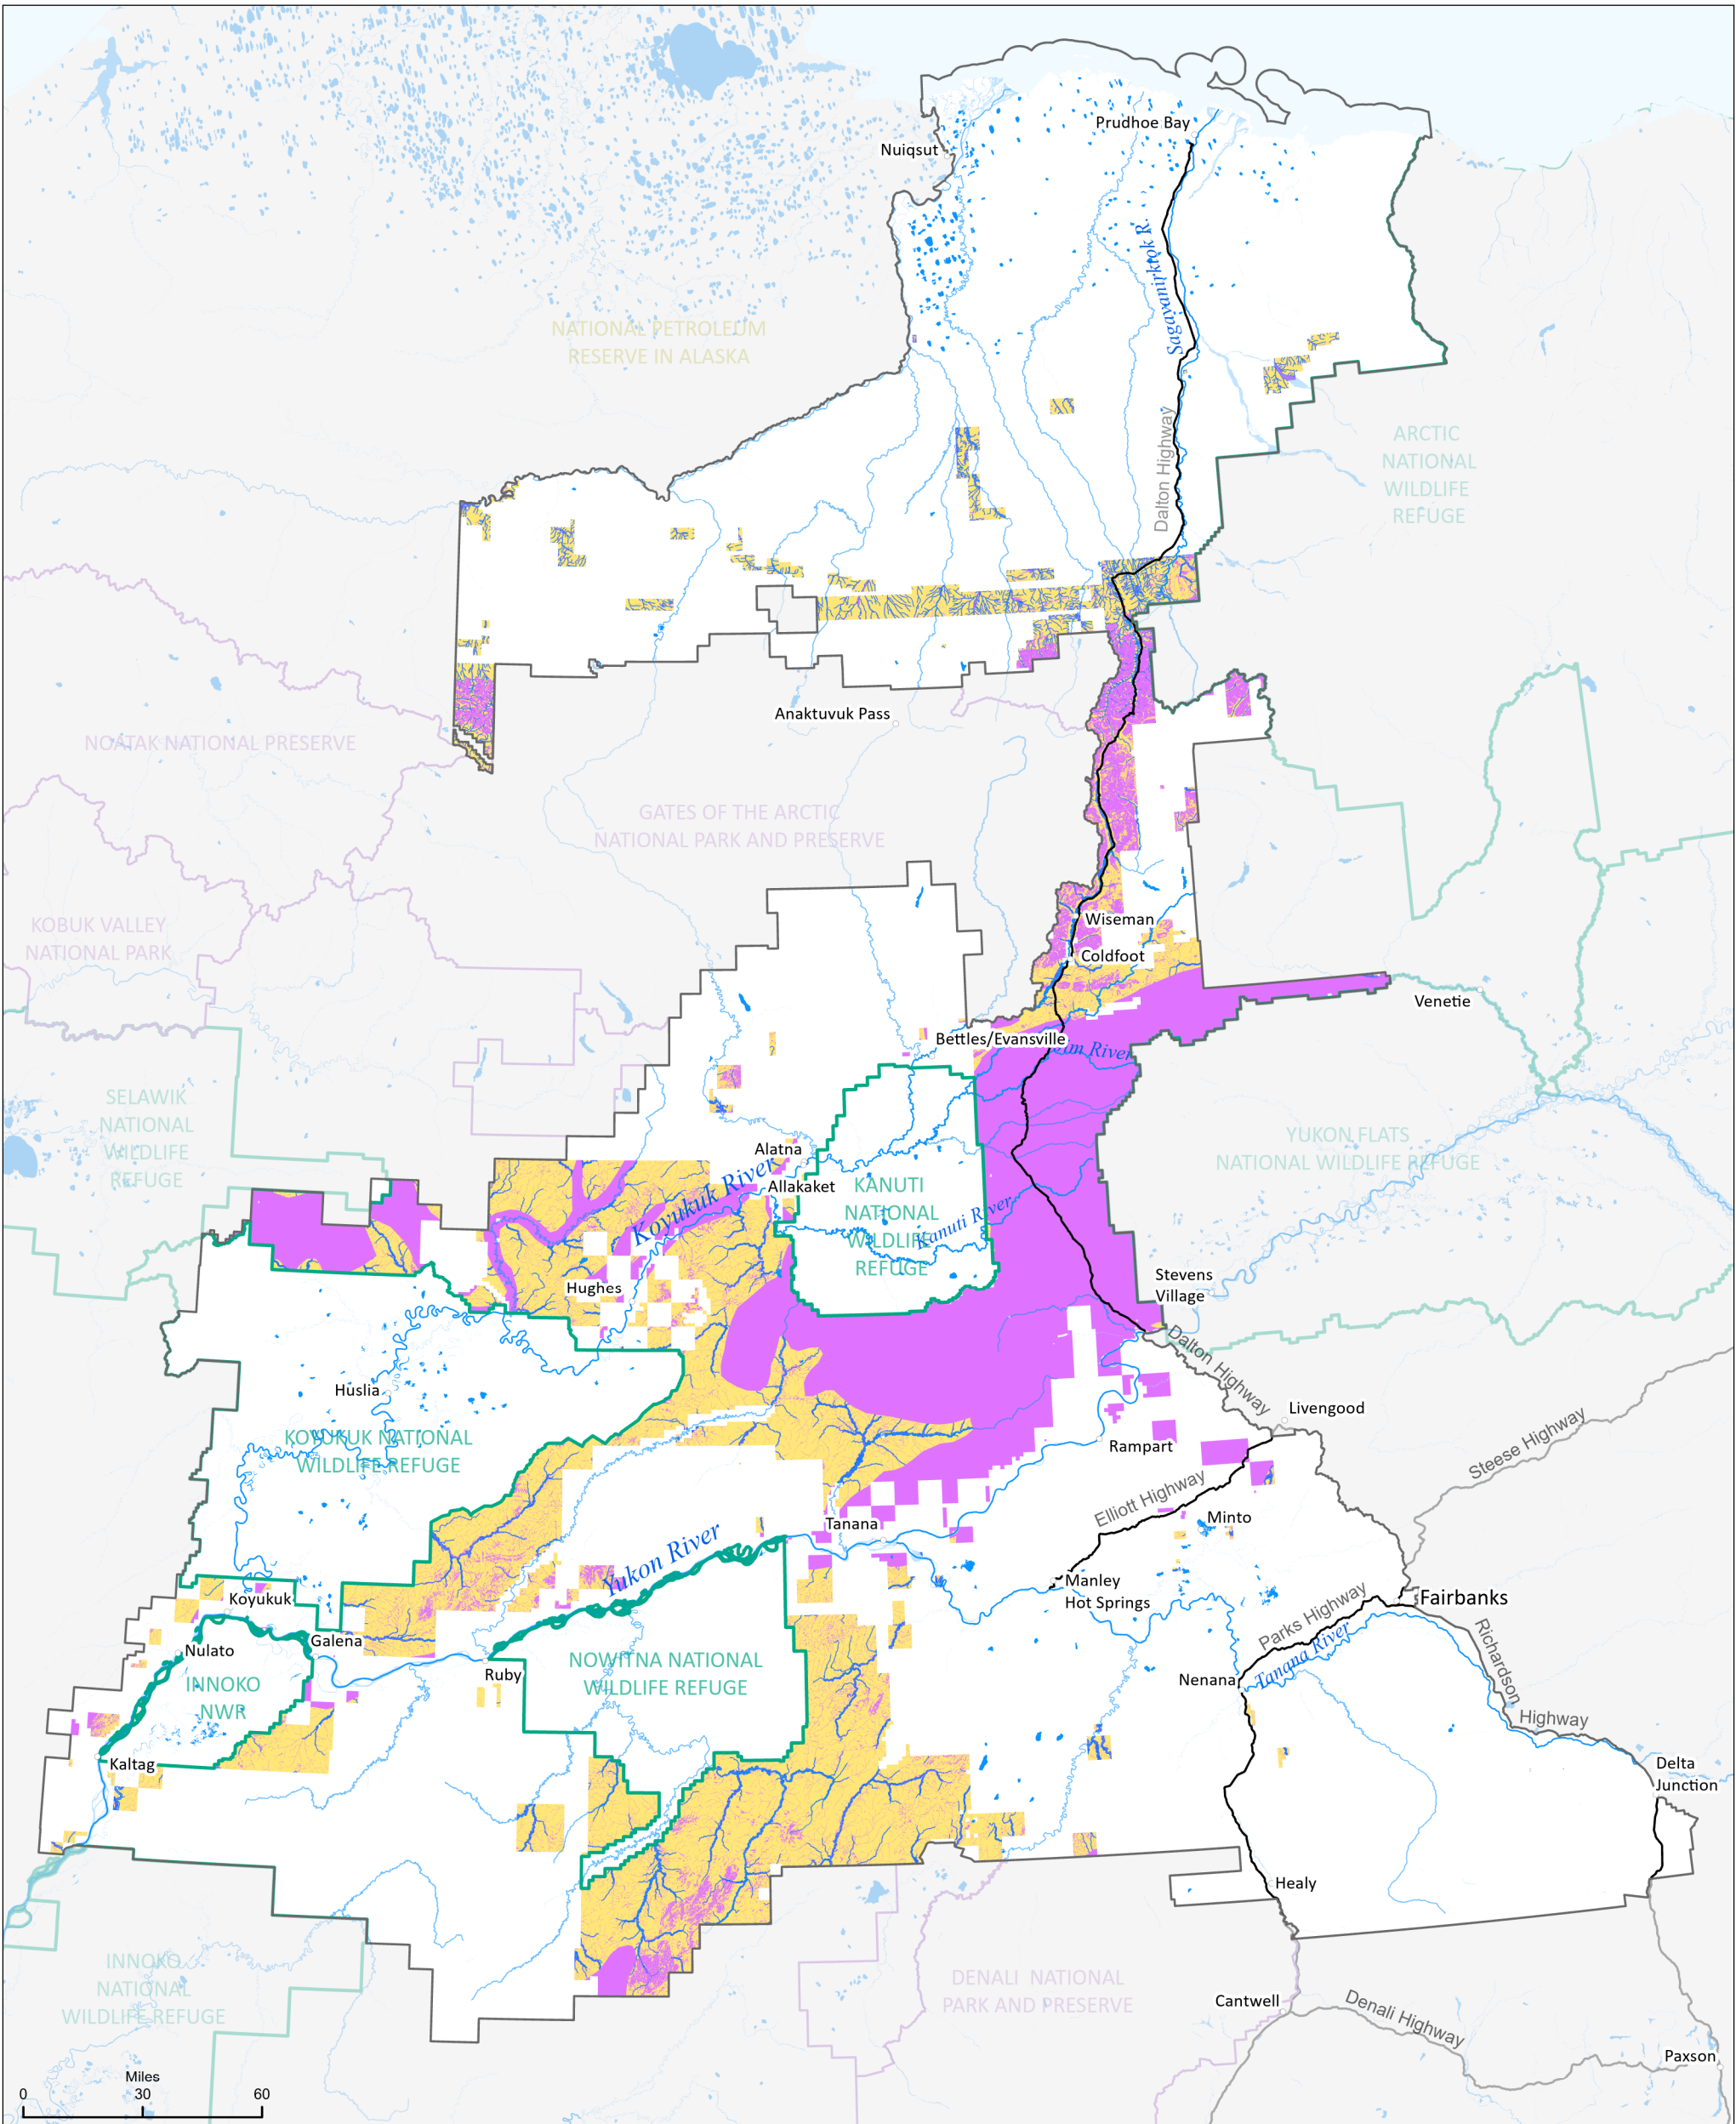 Prudhoe Bay
Nuiqsut
Sagavanirktok R.
NATIONAL PETROLEUM
RESERVE IN ALASKA
Dalton Highway
ARCTIC
NATIONAL
WILDLIFE
REFUGE
Anaktuvuk Pass
NOATAK NATIONAL PRESERVE
GATES OF THE ARCTIC
NATIONAL PARK AND PRESERVE
KOBUK VALLEY
NATIONAL PARK
Wiseman
Coldfoot
Venetie
Bettles/Evansville
River
SELAWIK
NATIONAL
WILDLIFE
REFUGE
YUKON FLATS
NATIONAL WILDLIFE REFUGE
Alatna
Allakaket
Koyukuk River
KANUTI
NATIONAL
WILDLIFE
REFUGE
Kanuti River
Hughes
Stevens
Village
Dalton Highway
Huslia
Livengood
KOYUKUK NATIONAL
WILDLIFE REFUGE
Rampart
Steese Highway
Elliott Highway
Minto
Tanana
Yukon River
Manley
Hot Springs
Koyukuk
Fairbanks
Parks Highway
Galena
Nulato
Tanana River
Richardson
Highway
Ruby
NOWITNA NATIONAL
WILDLIFE REFUGE
Nenana
INNOKO
NWR
Kaltag
Delta
Junction
Healy
INNOKO
NATIONAL
WILDLIFE REFUGE
DENALI NATIONAL
PARK AND PRESERVE
Cantwell
Denali Highway
Paxson
Miles
0 30 60